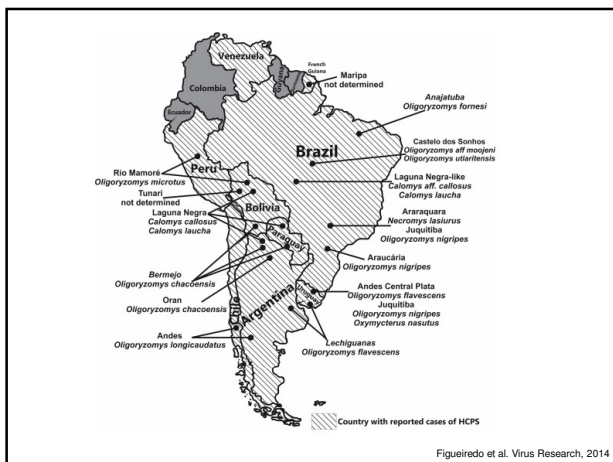 Venezuela
French
Guiana
Guiana
Colombia
Ecuador
Maripa
not determined
Anajatuba
Oligoryzomys fornesi
Brazil
Castelo dos Sonhos
Oligoryzomys aff moojeni
Oligoryzomys utiaritensis
Peru
Rio Mamoré
Oligoryzomys microtus
Tunari
not determined
Bolivia
Laguna Negra-like
Calomys aff. callosus
Calomys laucha
Laguna Negra
Calomys callosus
Calomys laucha
Paraguay
Araraquara
Necromys lasiurus
Juquitiba
Oligoryzomys nigripes
Araucária
Oligoryzomys nigripes
Bermejo
Oligoryzomys chacoensis
Oran
Oligoryzomys chacoensis
Andes Central Plata
Oligoryzomys flavescens
Juquitiba
Oligoryzomys nigripes
Oxymycterus nasutus
Uruguay
Argentina
Chile
Andes
Oligoryzomys longicaudatus
Lechiguanas
Oligoryzomys flavescens
Country with reported cases of HCPS
Figueiredo et al. Virus Research, 2014